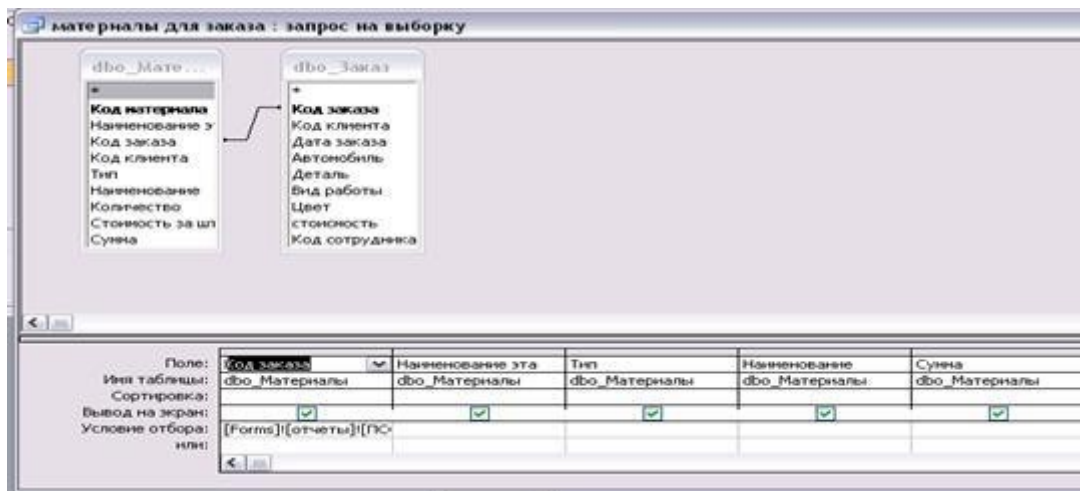 материалы для заказа : запрос на выборку
dbo_Мате...
*
Код материала
Наименование э
Код заказа
Код клиента
Тип
Наименование
Количество
Стоимость за шт
Сумма
dbo_Заказ
*
Код заказа
Код клиента
Дата заказа
Автомобиль
Деталь
Вид работы
Цвет
стоисность
Код сотрудника
Поле: Код заказа Наименование эта Тип Наименование Сумма
Имя таблицы: dbo_Материалы dbo_Материалы dbo_Материалы dbo_Материалы dbo_Материалы
Сортировка:
Вывод на экран:
Условие отбора: [Forms]![отчеты]![ПС
или: